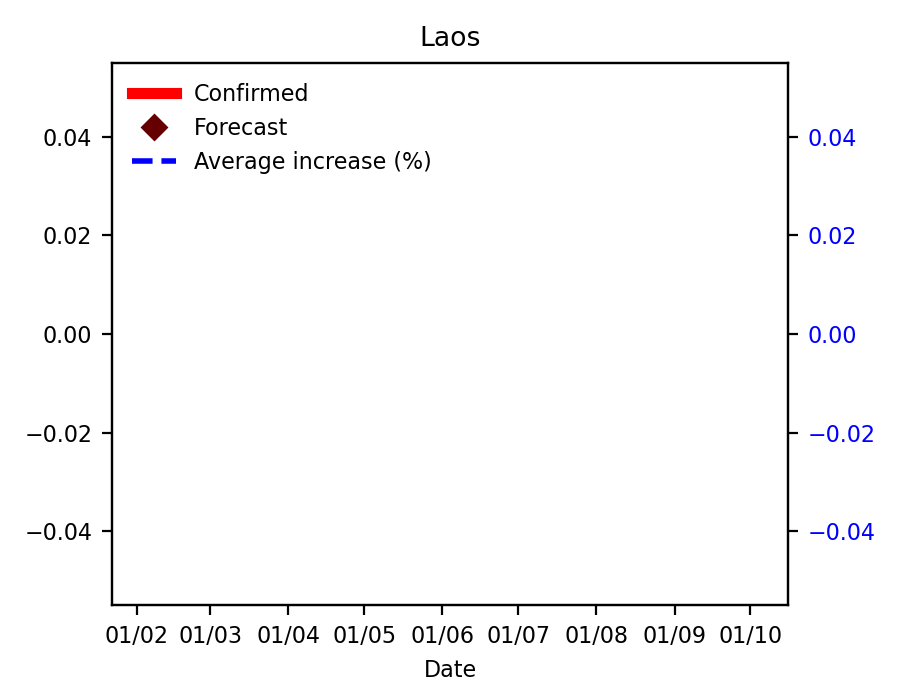 Laos
Confirmed
Forecast
Average increase (%)
0.04 0.04
0.02 0.02
0.00 0.00
−0.02 −0.02
−0.04 −0.04
01/02 01/03 01/04 01/05 01/06 01/07 01/08 01/09 01/10
Date